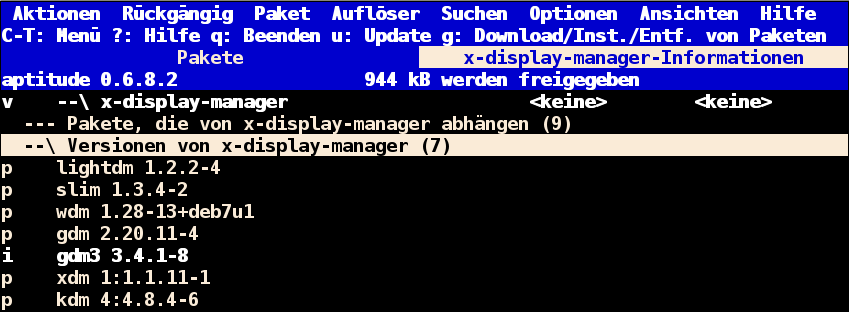 Aktionen Rückgängig Paket Auflöser Suchen Optionen Ansichten Hilfe
C-T: Menü ?: Hilfe q: Beenden u: Update g: Download/Inst./Entf. von Paketen
Pakete x-display-manager-Informationen
aptitude 0.6.8.2 944 kB werden freigegeben
v --\ x-display-manager <keine> <keine>
--- Pakete, die von x-display-manager abhängen (9)
--\ Versionen von x-display-manager (7)
p lightdm 1.2.2-4
p slim 1.3.4-2
p wdm 1.28-13+deb7u1
p gdm 2.20.11-4
i gdm3 3.4.1-8
p xdm 1:1.1.11-1
p kdm 4:4.8.4-6